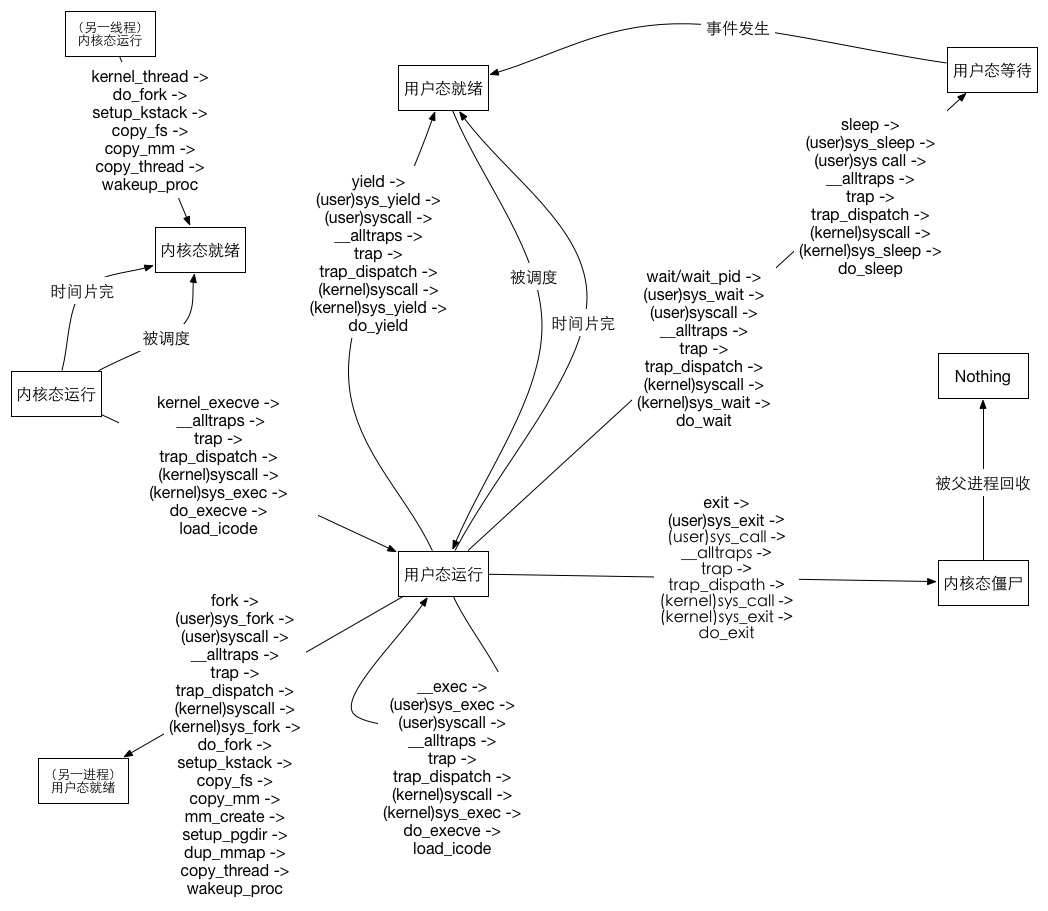 （另一线程）
内核态运行
kernel_thread ->
do_fork ->
setup_kstack ->
copy_fs ->
copy_mm ->
copy_thread ->
wakeup_proc
内核态就绪
时间片完
被调度
内核态运行
kernel_execve ->
__alltraps ->
trap ->
trap_dispatch ->
(kernel)syscall ->
(kernel)sys_exec ->
do_execve ->
load_icode
用户态就绪
yield ->
(user)sys_yield ->
(user)syscall ->
__alltraps ->
trap ->
trap_dispatch ->
(kernel)syscall ->
(kernel)sys_yield ->
do_yield
被调度
时间片完
事件发生
用户态等待
sleep ->
(user)sys_sleep ->
(user)sys call ->
__alltraps ->
trap ->
trap_dispatch ->
(kernel)syscall ->
(kernel)sys_sleep ->
do_sleep
wait/wait_pid ->
(user)sys_wait ->
(user)syscall ->
__alltraps ->
trap ->
trap_dispatch ->
(kernel)syscall ->
(kernel)sys_wait ->
do_wait
Nothing
被父进程回收
内核态僵尸
exit ->
(user)sys_exit ->
(user)sys_call ->
__alltraps ->
trap ->
trap_dispath ->
(kernel)sys_call ->
(kernel)sys_exit ->
do_exit
用户态运行
fork ->
(user)sys_fork ->
(user)syscall ->
__alltraps ->
trap ->
trap_dispatch ->
(kernel)syscall ->
(kernel)sys_fork ->
do_fork ->
setup_kstack ->
copy_fs ->
copy_mm ->
mm_create ->
setup_pgdir ->
dup_mmap ->
copy_thread ->
wakeup_proc
（另一进程）
用户态就绪
__exec ->
(user)sys_exec ->
(user)syscall ->
__alltraps ->
trap ->
trap_dispatch ->
(kernel)syscall ->
(kernel)sys_exec ->
do_execve ->
load_icode